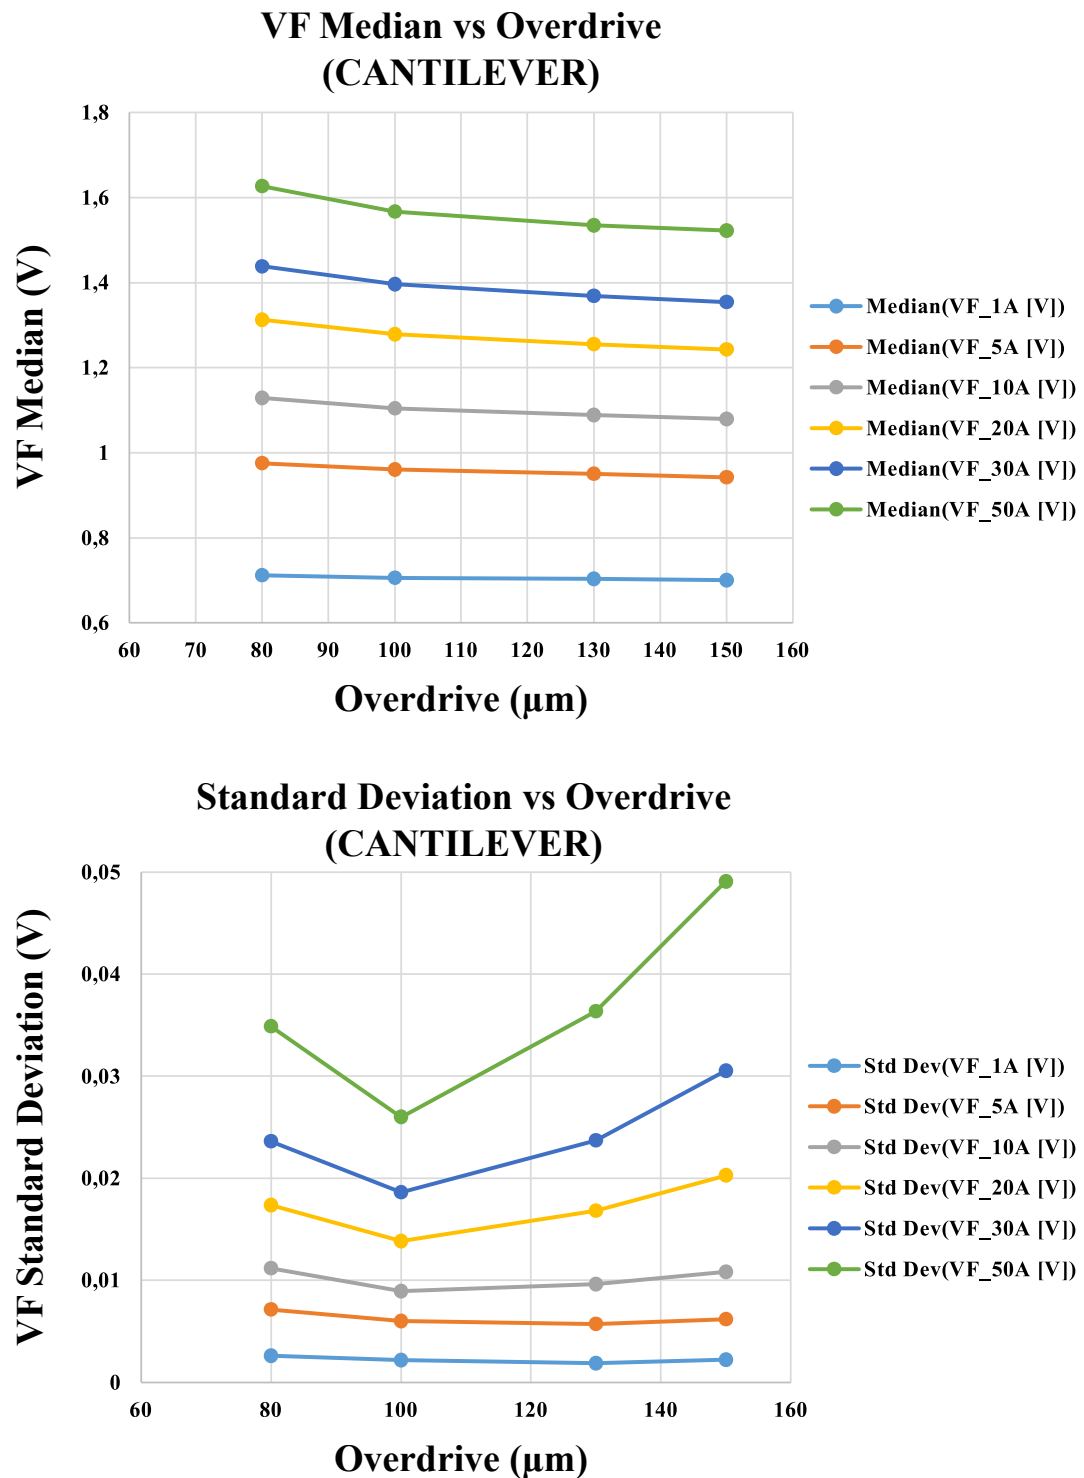 VF Median vs Overdrive
(CANTILEVER)
VF Median (V)
1,8
1,6
1,4
1,2
1
0,8
0,6
60 70 80 90 100 110 120 130 140 150 160
Overdrive (μm)
Median(VF_1A [V])
Median(VF_5A [V])
Median(VF_10A [V])
Median(VF_20A [V])
Median(VF_30A [V])
Median(VF_50A [V])
Standard Deviation vs Overdrive
(CANTILEVER)
VF Standard Deviation (V)
0,05
0,04
0,03
0,02
0,01
0
60 80 100 120 140 160
Overdrive (μm)
Std Dev(VF_1A [V])
Std Dev(VF_5A [V])
Std Dev(VF_10A [V])
Std Dev(VF_20A [V])
Std Dev(VF_30A [V])
Std Dev(VF_50A [V])